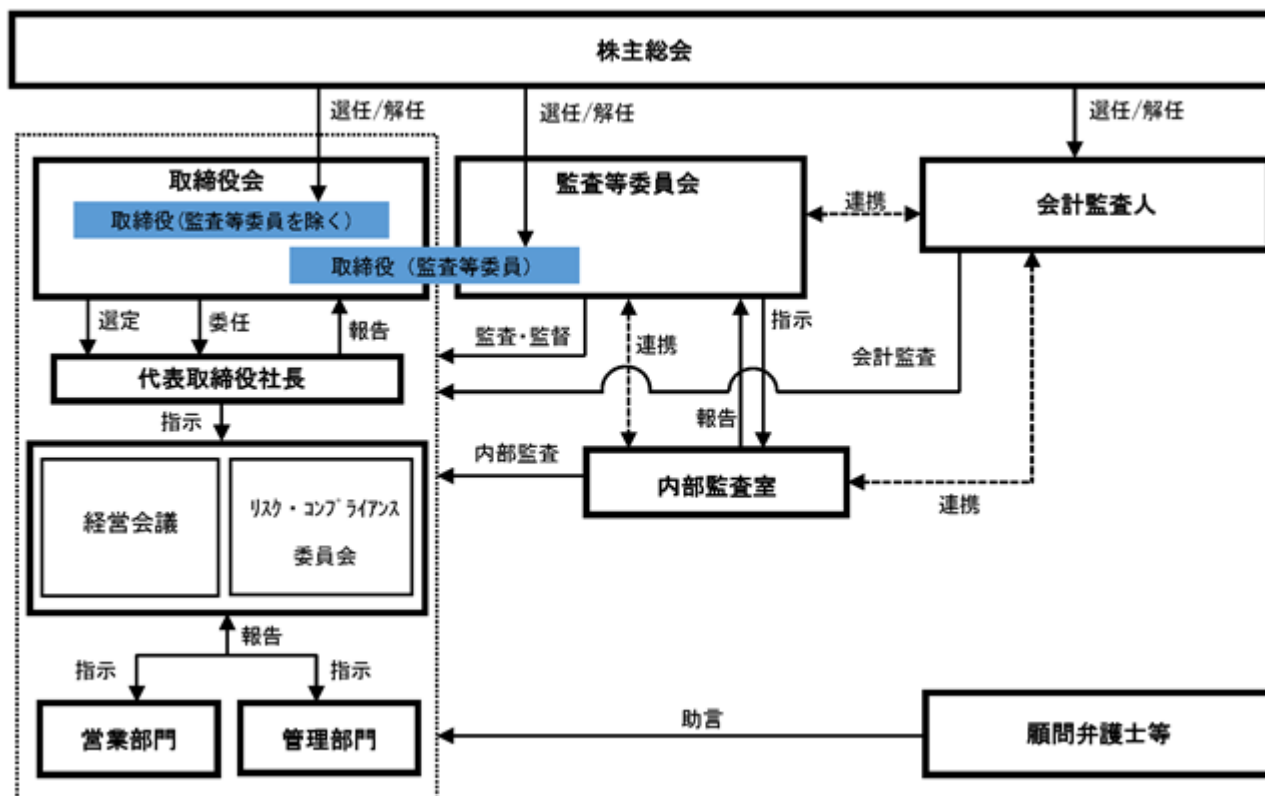 株主総会
選任/解任
選任/解任
選任/解任
取締役会
取締役(監査等委員を除く)
取締役（監査等委員）
監査等委員会
連携
会計監査人
選定
委任
報告
監査・監督
連携
指示
会計監査
代表取締役社長
指示
報告
内部監査
内部監査室
連携
経営会議
ﾘｽｸ・ｺﾝﾌﾟﾗｲｱﾝｽ
委員会
報告
指示
指示
営業部門
管理部門
助言
顧問弁護士等